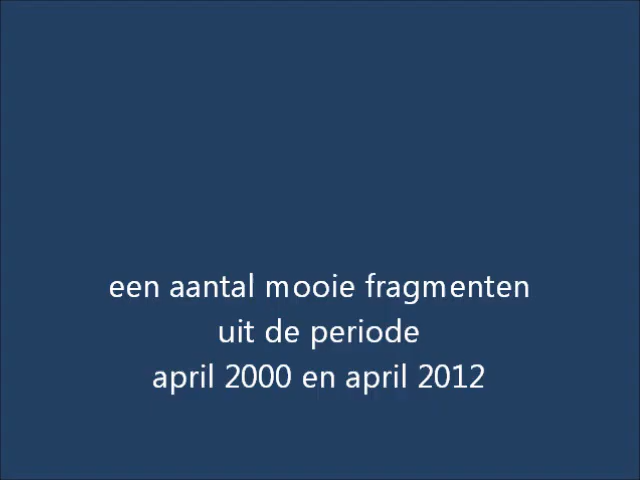 een aantal mooie fragmenten
uit de periode
april 2000 en april 2012